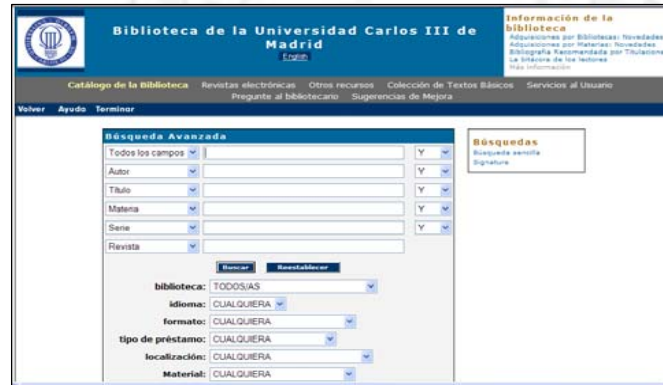 Biblioteca de la Universidad Carlos III de
Madrid
English
Información de la
biblioteca
Adquisiciones por Bibliotecas: Novedades
Adquisiciones por Materias: Novedades
Bibliografía Recomendada por Titulaciones
La bitácora de los lectores
Más información
Catálogo de la Biblioteca Revistas electrónicas Otros recursos Colección de Textos Básicos Servicios al Usuario
Pregunte al bibliotecario Sugerencias de Mejora
Volver Ayuda Terminar
Búsqueda Avanzada
Todos los campos Y
Autor Y
Título Y
Materia Y
Serie Y
Revista
Buscar Reestablecer
biblioteca: TODOS/AS
idioma: CUALQUIERA
formato: CUALQUIERA
tipo de préstamo: CUALQUIERA
localización: CUALQUIERA
Material: CUALQUIERA
Búsquedas
Búsqueda sencilla
Signatura